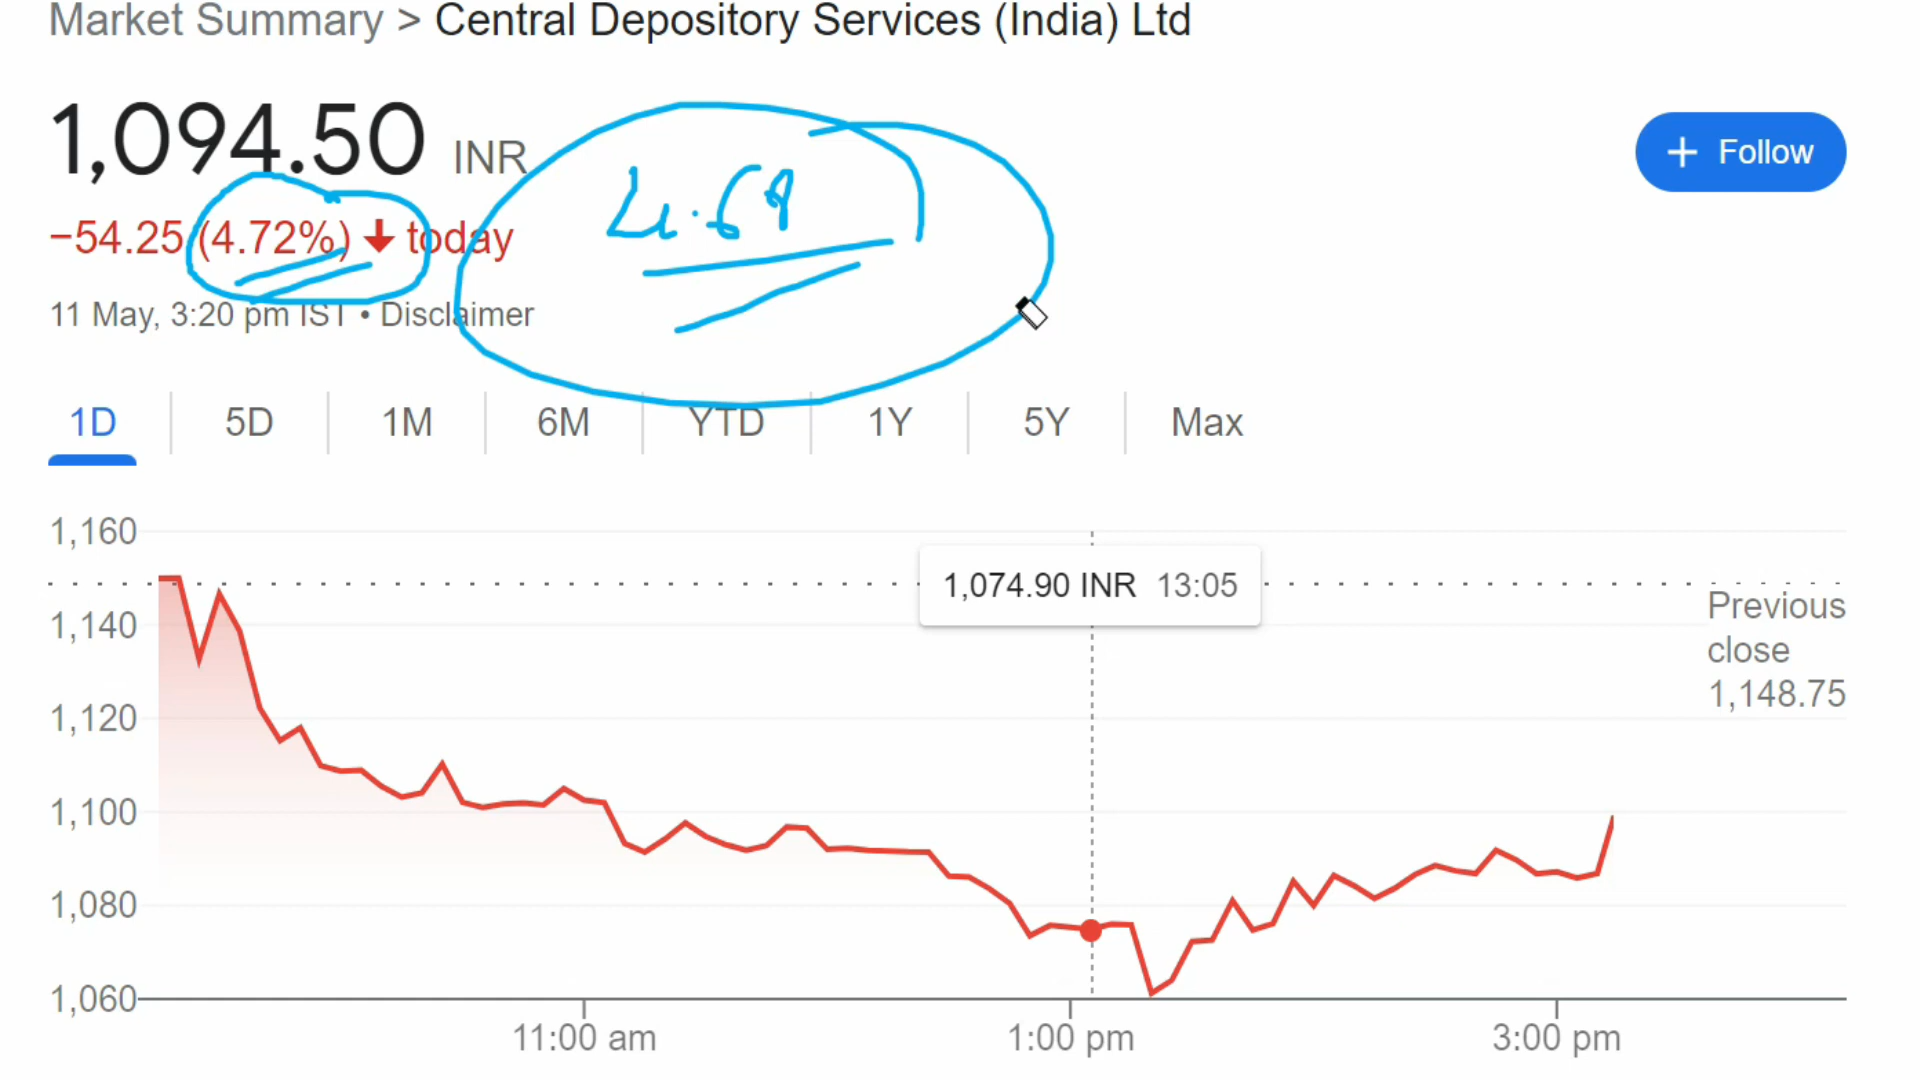 Market Summary > Central Depository Services (India) Ltd
1,094.50 INR
+ Follow
4.69
−54.25 (4.72%) ↓ today
11 May, 3:20 pm IST • Disclaimer
1D 5D 1M 6M YTD 1Y 5Y Max
1,160
1,074.90 INR 13:05
Previous
close
1,148.75
1,140
1,120
1,100
1,080
1,060
11:00 am 1:00 pm 3:00 pm